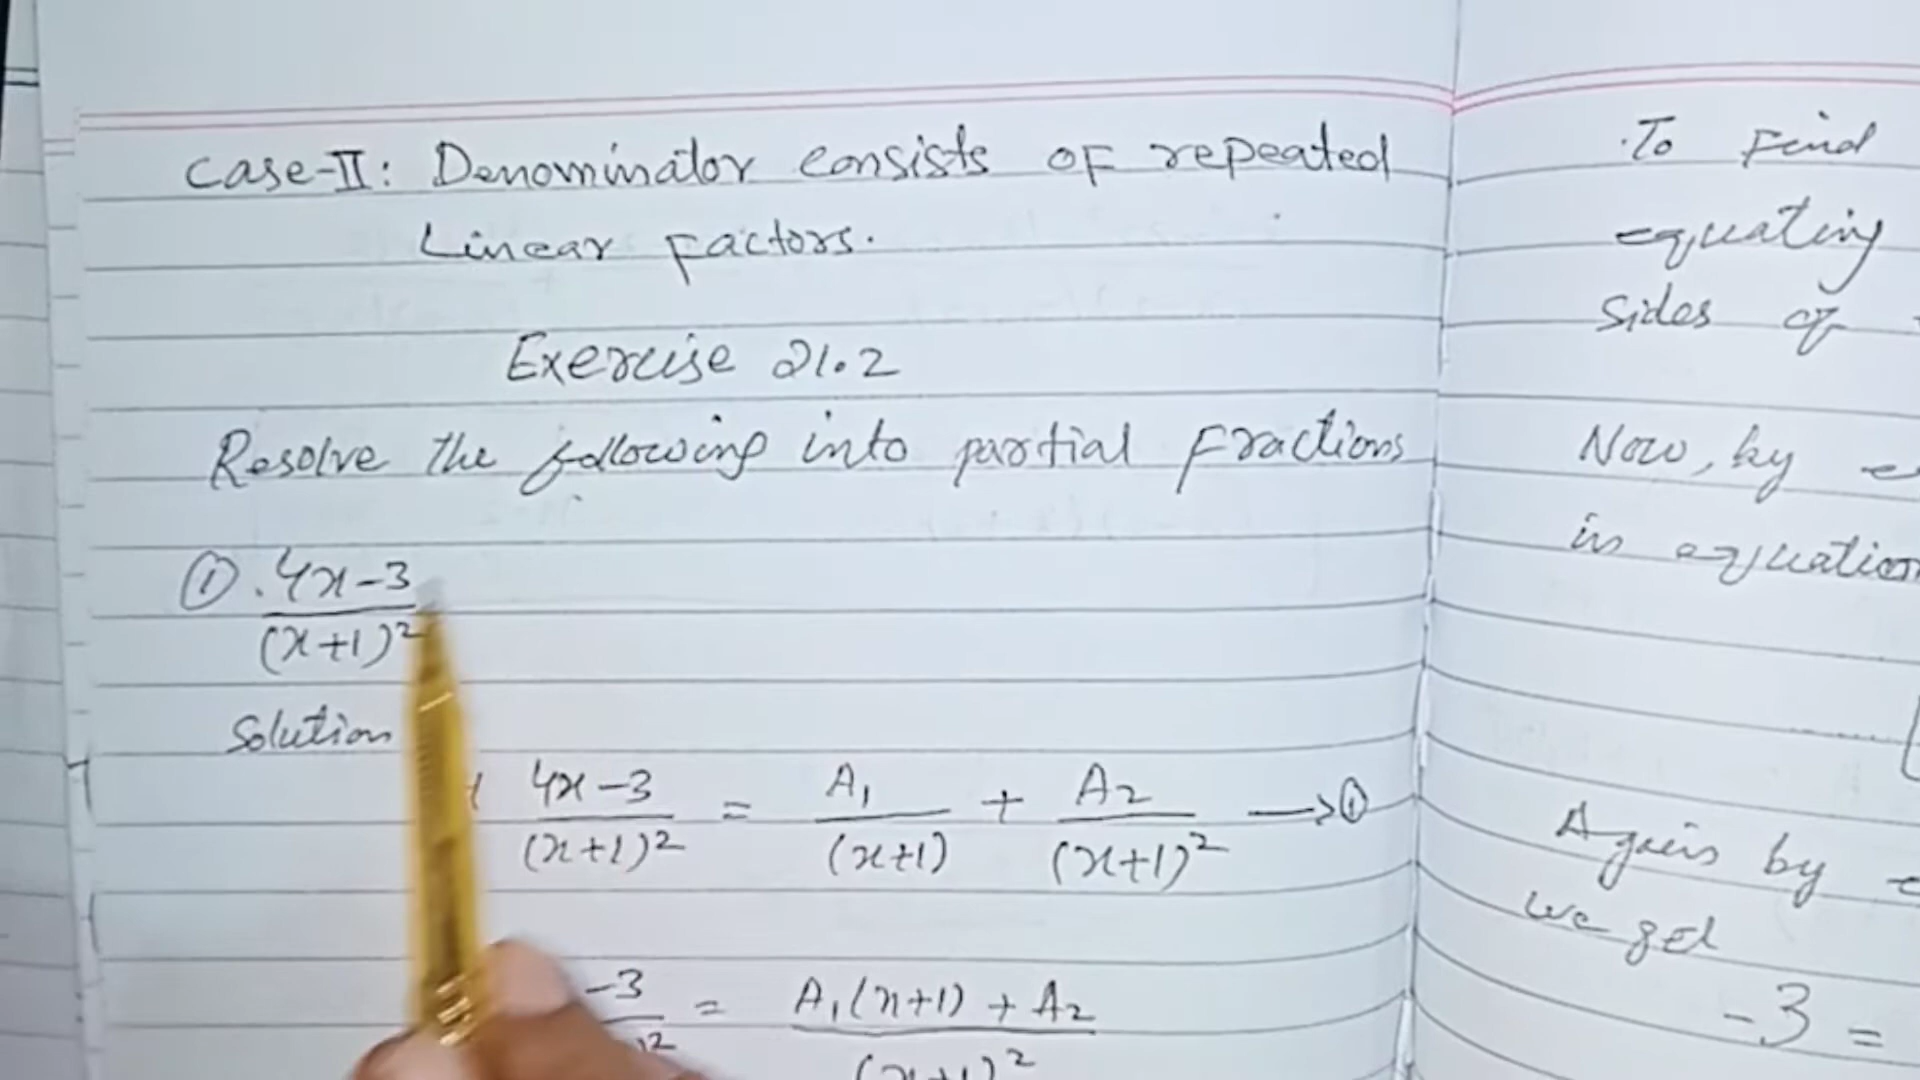 Case-II: Denominator consists of repeated
Linear Factors.
Exercise 21.2
Resolve the following into partial Fractions
①. 4x-3
(x+1)²
Solution
4x-3 / (x+1)² = A₁ / (x+1) + A₂ / (x+1)² → ①
-3 = A₁(x+1) + A₂
(x+1)²
To Find
equating
Sides of
Now, by
in equation
Again by
we get
-3 =